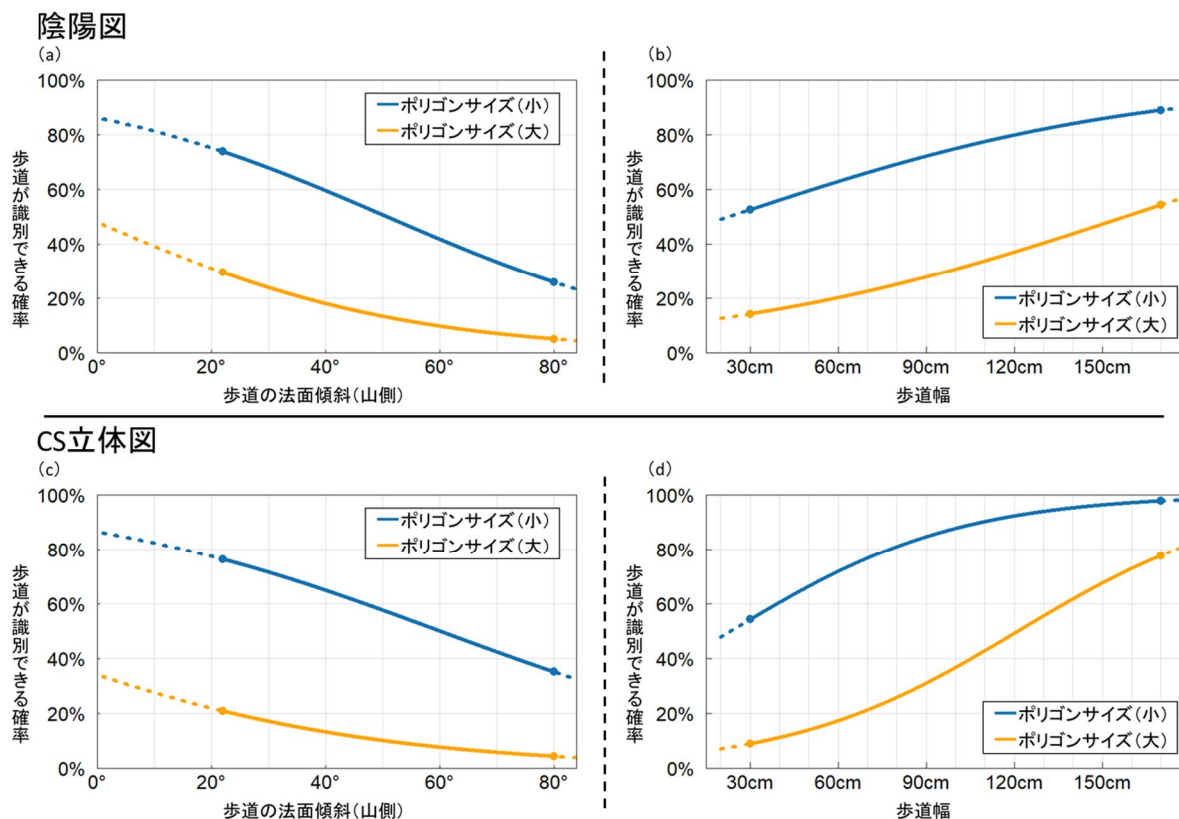 陰陽図
(a)
100%
80%
60%
40%
20%
0%
歩道が識別できる確率
ポリゴンサイズ(小)
ポリゴンサイズ(大)
0° 20° 40° 60° 80°
歩道の法面傾斜(山側)
(b)
100%
80%
60%
40%
20%
0%
歩道が識別できる確率
ポリゴンサイズ(小)
ポリゴンサイズ(大)
30cm 60cm 90cm 120cm 150cm
歩道幅
CS立体図
(c)
100%
80%
60%
40%
20%
0%
歩道が識別できる確率
ポリゴンサイズ(小)
ポリゴンサイズ(大)
0° 20° 40° 60° 80°
歩道の法面傾斜(山側)
(d)
100%
80%
60%
40%
20%
0%
歩道が識別できる確率
ポリゴンサイズ(小)
ポリゴンサイズ(大)
30cm 60cm 90cm 120cm 150cm
歩道幅